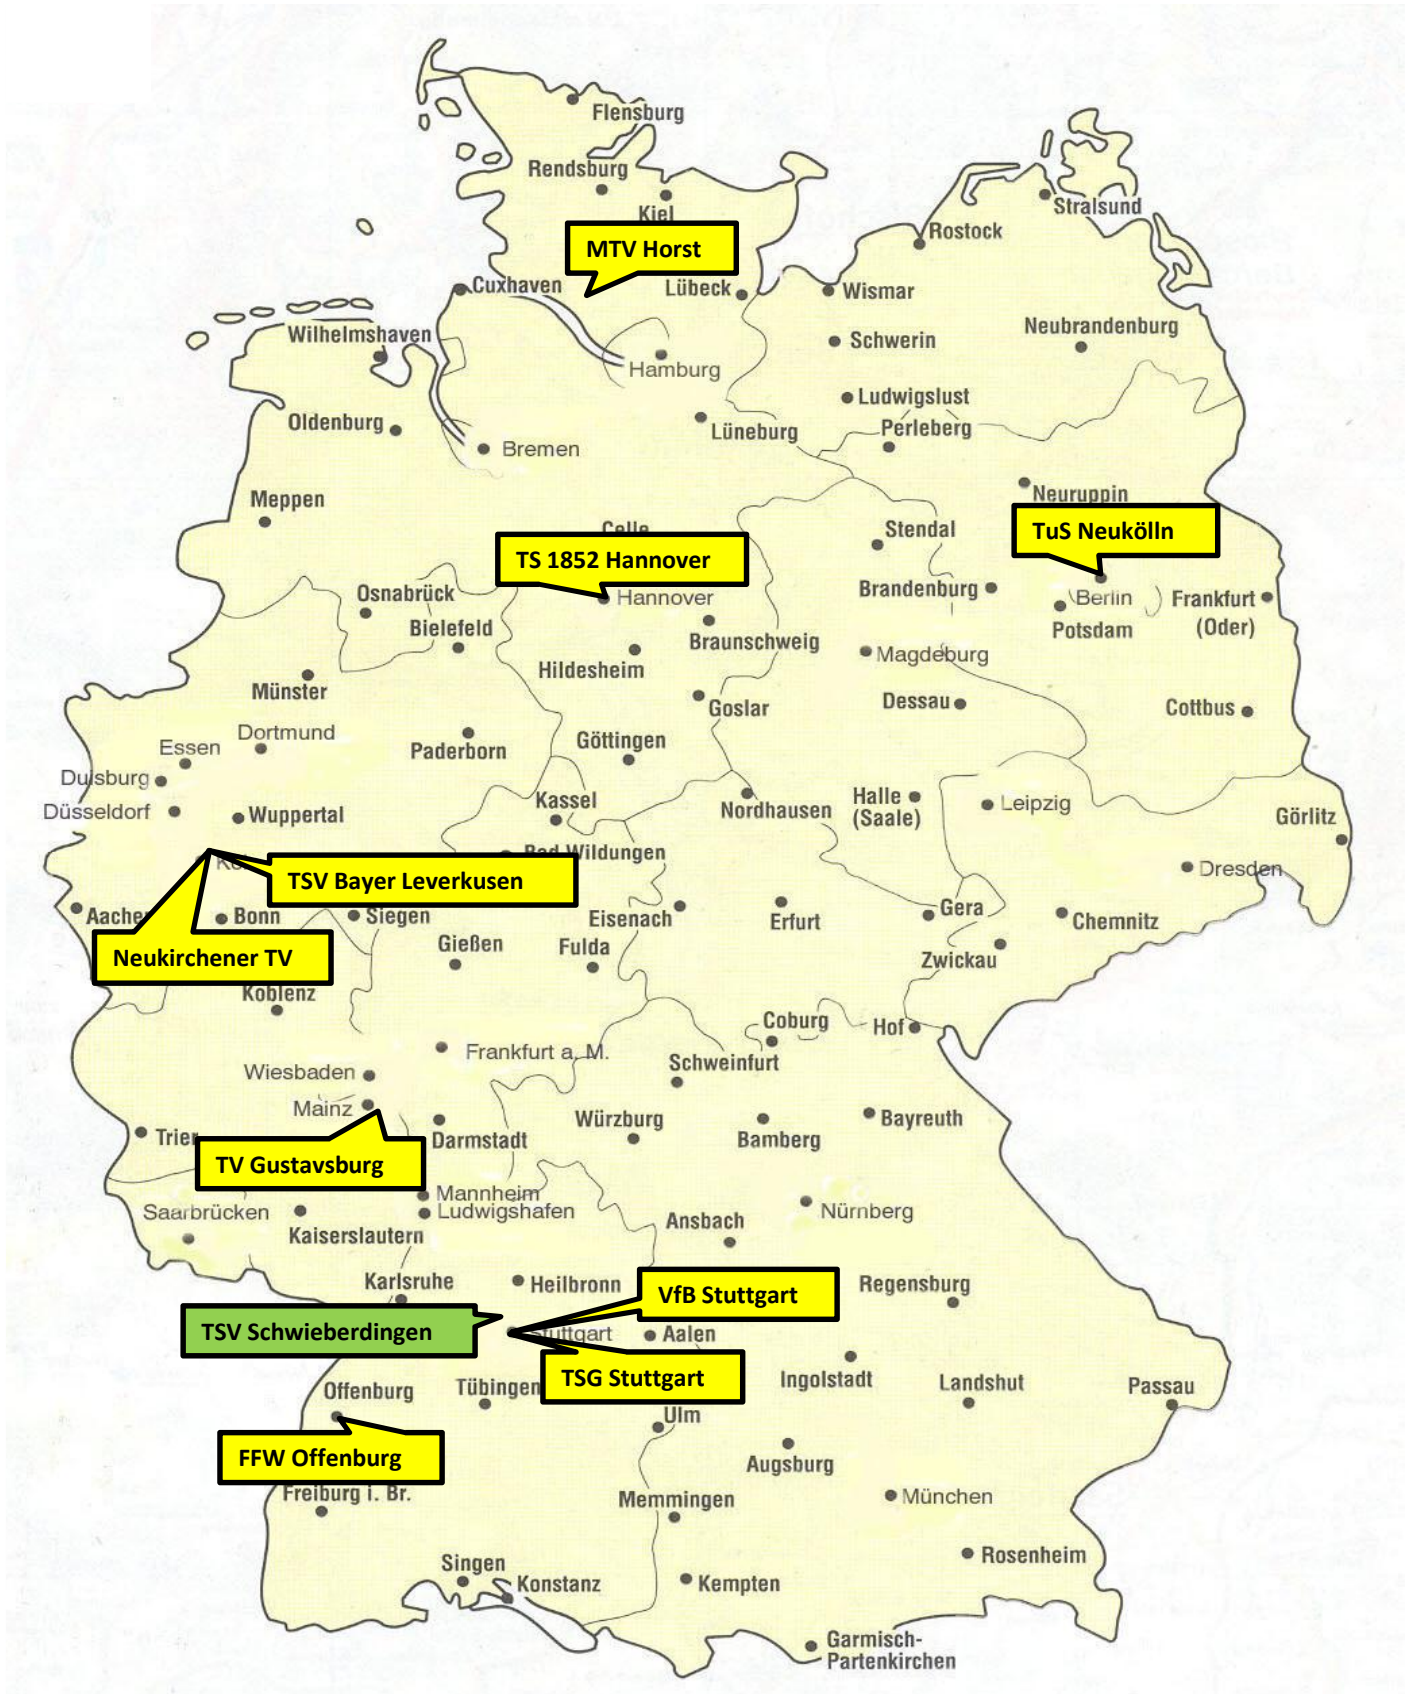 Flensburg
Rendsburg
Kiel
Stralsund
Rostock
MTV Horst
Cuxhaven
Lübeck
Wismar
Wilhelmshaven
Schwerin
Neubrandenburg
Hamburg
Ludwigslust
Oldenburg
Lüneburg
Perleberg
Bremen
Meppen
Neuruppin
Celle
Stendal
TuS Neukölln
TS 1852 Hannover
Osnabrück
Hannover
Brandenburg
Berlin
Frankfurt
(Oder)
Bielefeld
Braunschweig
Potsdam
Hildesheim
Magdeburg
Münster
Goslar
Dessau
Cottbus
Dortmund
Essen
Paderborn
Göttingen
Duisburg
Düsseldorf
Wuppertal
Kassel
Nordhausen
Halle
(Saale)
Leipzig
Görlitz
Bad Wildungen
TSV Bayer Leverkusen
Dresden
Bonn
Siegen
Eisenach
Erfurt
Gera
Chemnitz
Neukirchener TV
Gießen
Fulda
Zwickau
Koblenz
Coburg
Hof
Frankfurt a. M.
Schweinfurt
Wiesbaden
Mainz
Würzburg
Bayreuth
Trier
Darmstadt
Bamberg
TV Gustavsburg
Mannheim
Ludwigshafen
Saarbrücken
Kaiserslautern
Ansbach
Nürnberg
Karlsruhe
Heilbronn
VfB Stuttgart
Regensburg
TSV Schwieberdingen
Stuttgart
Aalen
TSG Stuttgart
Offenburg
Tübingen
Ingolstadt
Landshut
Passau
Ulm
FFW Offenburg
Augsburg
Freiburg i. Br.
Memmingen
München
Singen
Konstanz
Kempten
Rosenheim
Garmisch-
Partenkirchen